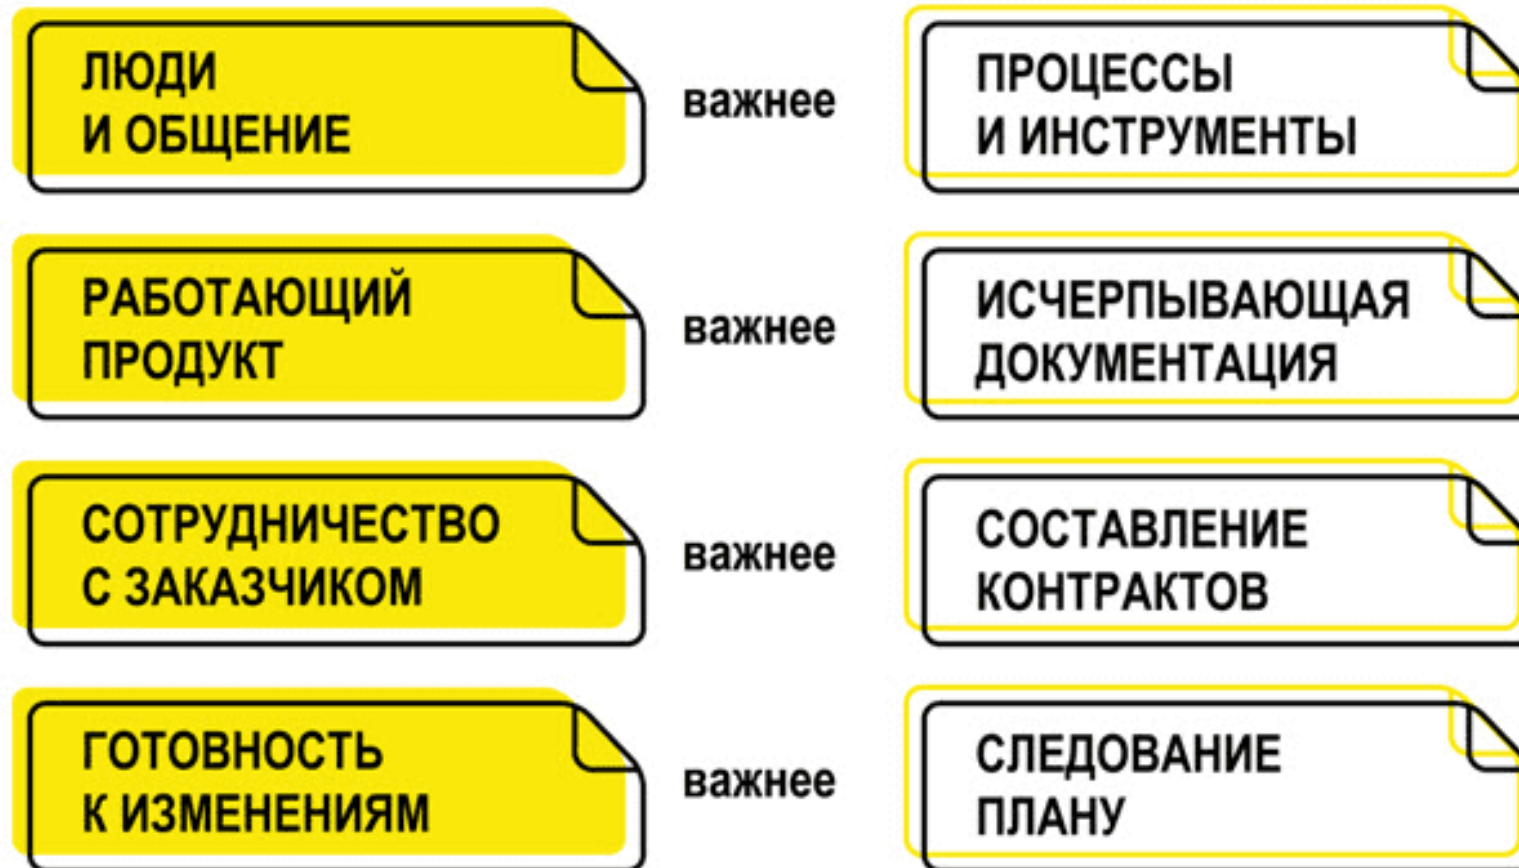 ЛЮДИ
И ОБЩЕНИЕ
важнее
ПРОЦЕССЫ
И ИНСТРУМЕНТЫ
РАБОТАЮЩИЙ
ПРОДУКТ
важнее
ИСЧЕРПЫВАЮЩАЯ
ДОКУМЕНТАЦИЯ
СОТРУДНИЧЕСТВО
С ЗАКАЗЧИКОМ
важнее
СОСТАВЛЕНИЕ
КОНТРАКТОВ
ГОТОВНОСТЬ
К ИЗМЕНЕНИЯМ
важнее
СЛЕДОВАНИЕ
ПЛАНУ